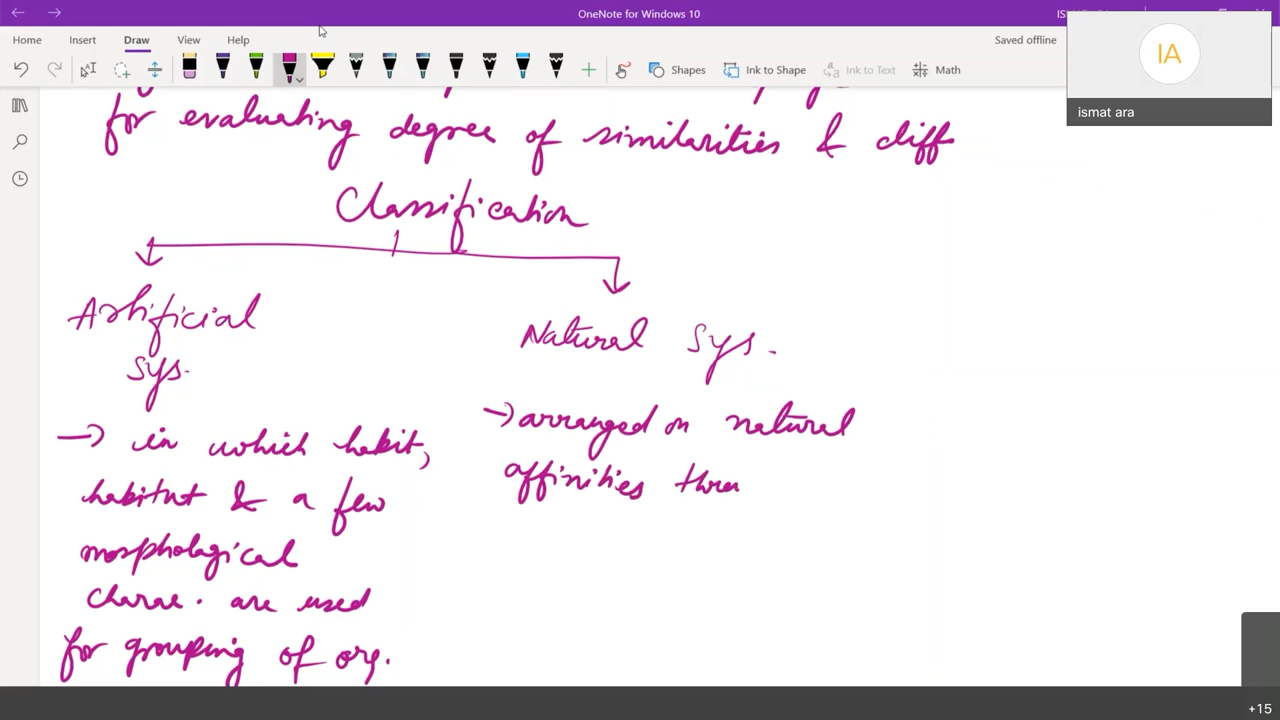 OneNote for Windows 10
Home Insert Draw View Help
Saved offline
Shapes Ink to Shape Ink to Text Math
IA
ismat ara
for evaluating degree of similarities & diff
Classification
Artificial
sys.
→ in which habit,
habitat & a few
morphological
charac. are used
for grouping of org.
Natural Sys.
→ arranged on natural
affinities
+15